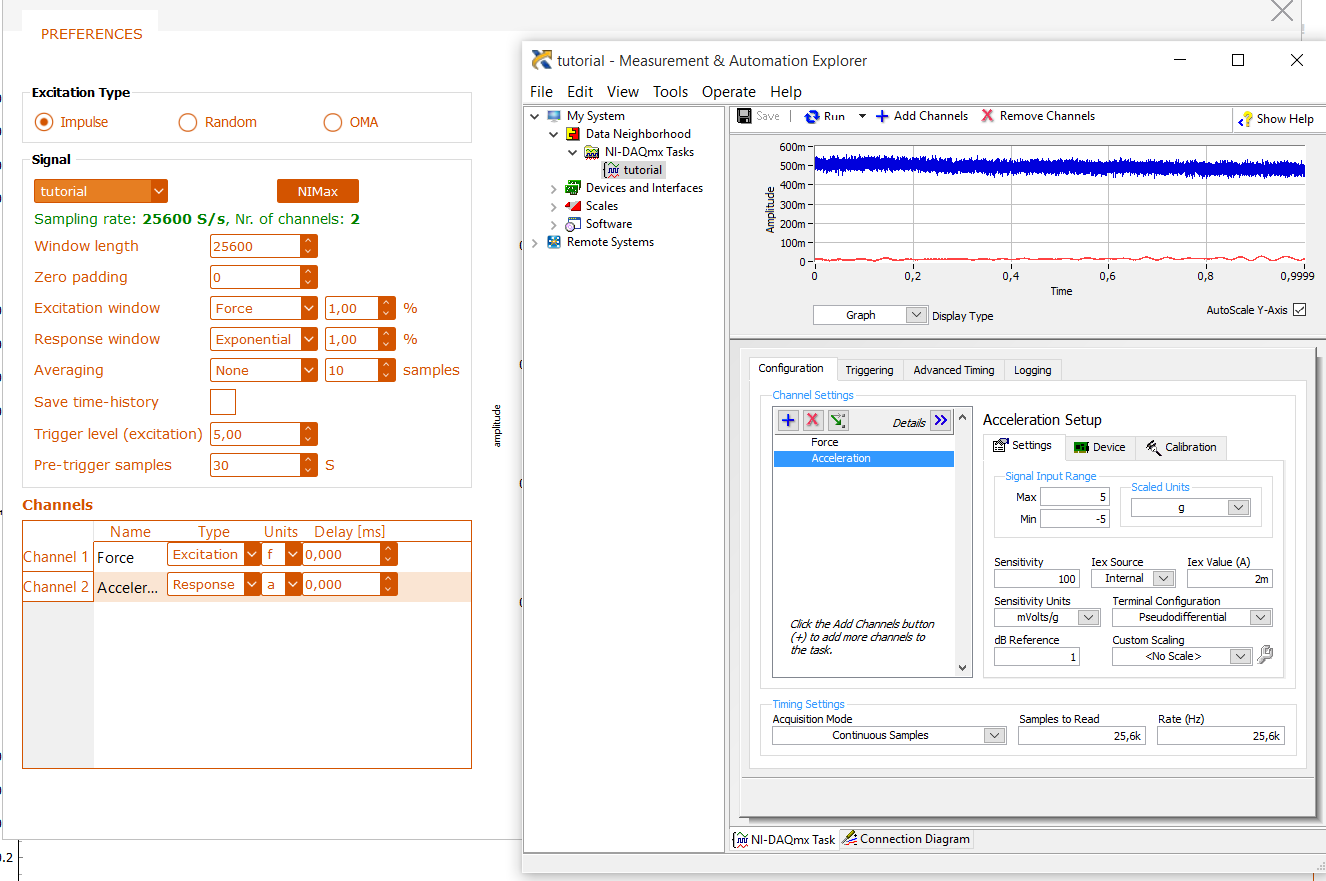 PREFERENCES
Excitation Type
Impulse Random OMA
Signal
tutorial NIMax
Sampling rate: 25600 S/s, Nr. of channels: 2
Window length 25600
Zero padding 0
Excitation window Force 1,00 %
Response window Exponential 1,00 %
Averaging None 10 samples
Save time-history
Trigger level (excitation) 5,00
Pre-trigger samples 30 S
Channels
Name Type Units Delay [ms]
Channel 1 Force Excitation f 0,000
Channel 2 Acceler... Response a 0,000
amplitude
0.2
tutorial - Measurement & Automation Explorer
File Edit View Tools Operate Help
My System
Data Neighborhood
NI-DAQmx Tasks
tutorial
Devices and Interfaces
Scales
Software
Remote Systems
Save Run Add Channels Remove Channels Show Help
600m
500m
400m
300m
200m
100m
0
Amplitude
0 0,2 0,4 0,6 0,8 0,9999
Time
Graph Display Type AutoScale Y-Axis
Configuration Triggering Advanced Timing Logging
Channel Settings
Details
Force
Acceleration
Click the Add Channels button
(+) to add more channels to
the task.
Acceleration Setup
Settings Device Calibration
Signal Input Range
Max 5
Min -5
Scaled Units
g
Sensitivity Iex Source Iex Value (A)
100 Internal 2m
Sensitivity Units Terminal Configuration
mVolts/g Pseudodifferential
dB Reference Custom Scaling
1 <No Scale>
Timing Settings
Acquisition Mode Samples to Read Rate (Hz)
Continuous Samples 25,6k 25,6k
NI-DAQmx Task Connection Diagram